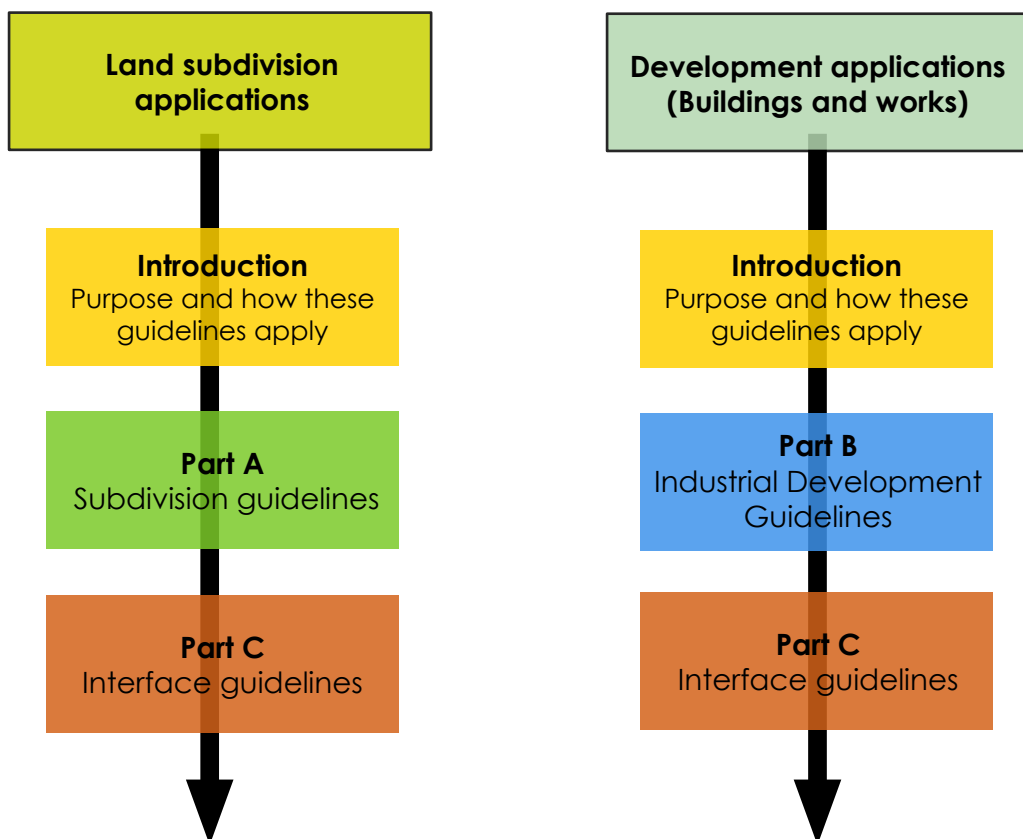 Land subdivision
applications
Introduction
Purpose and how these
guidelines apply
Part A
Subdivision guidelines
Part C
Interface guidelines
Development applications
(Buildings and works)
Introduction
Purpose and how these
guidelines apply
Part B
Industrial Development
Guidelines
Part C
Interface guidelines